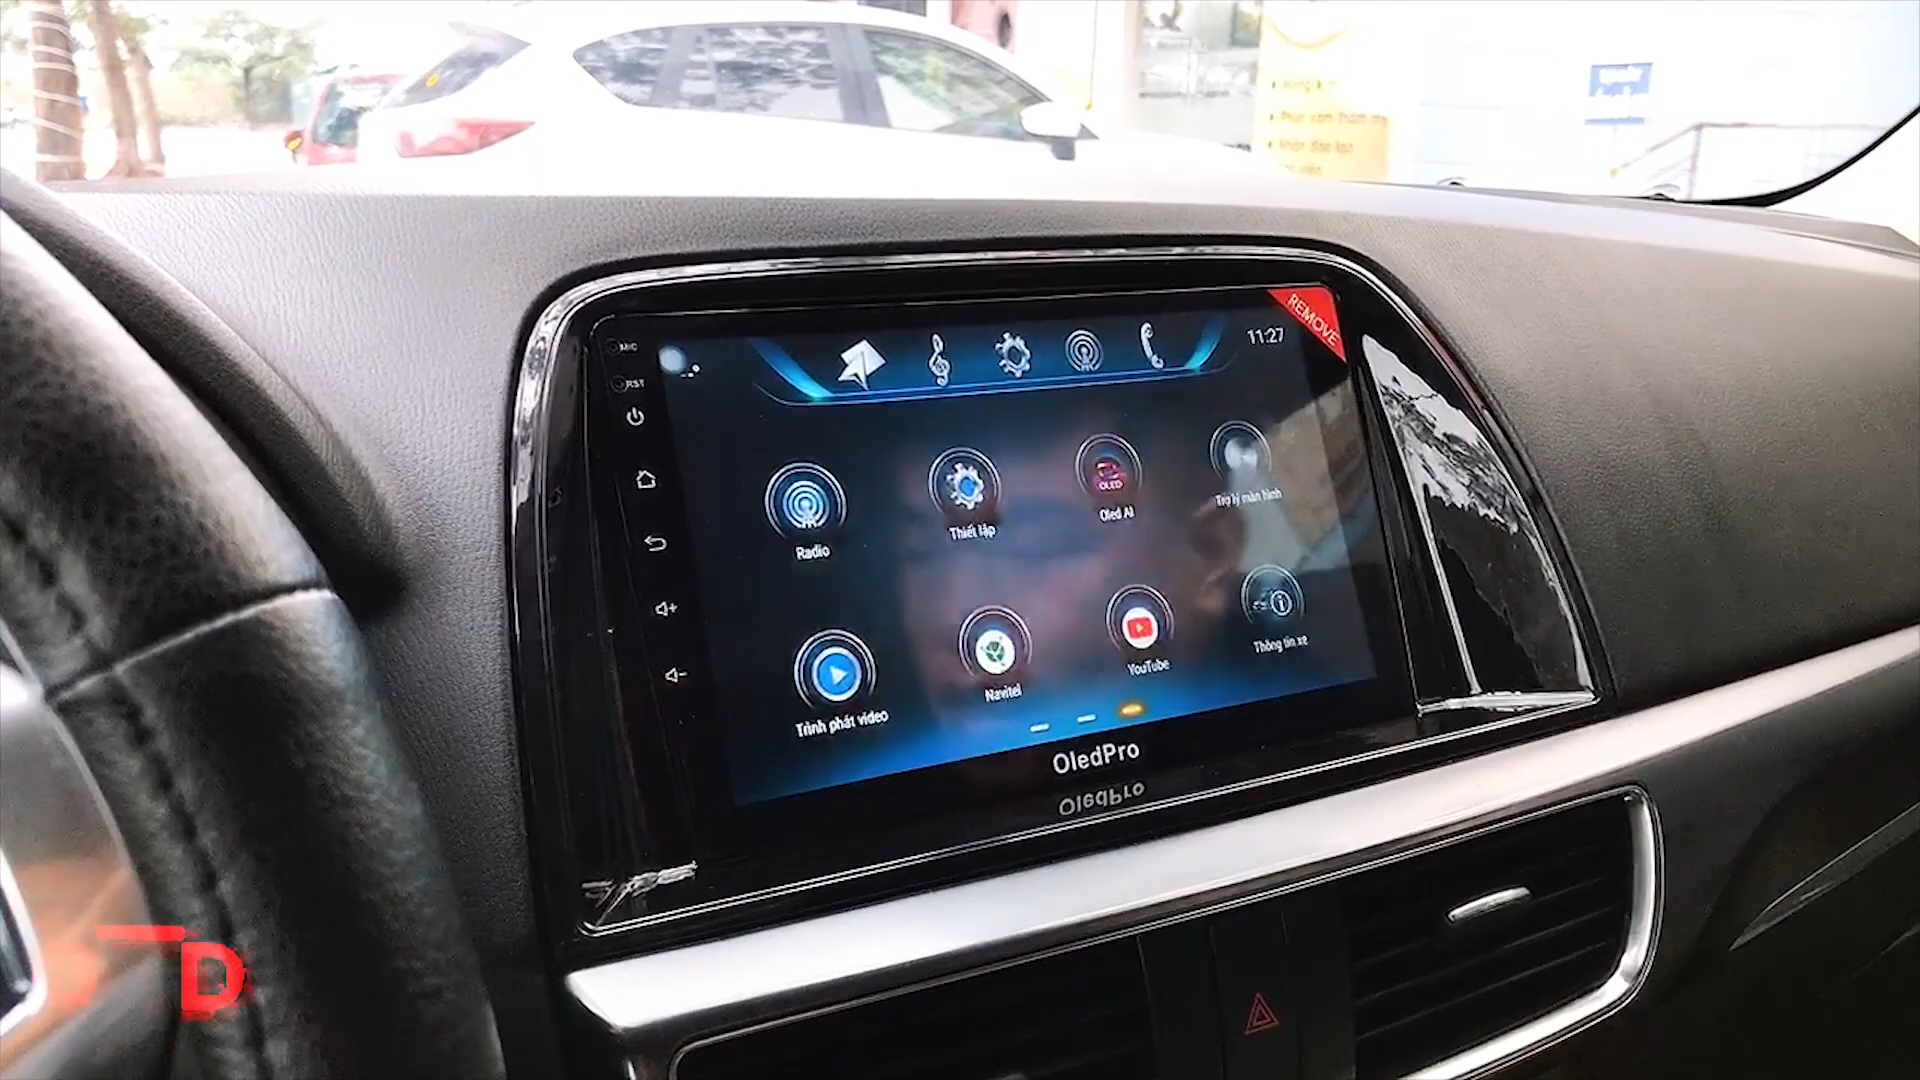 MIC
RST
11:27
REMOVE
Radio
Thiết lập
OLED
Oled AI
Trợ lý màn hình
Trình phát video
Navitel
YouTube
Thông tin xe
OledPro
D